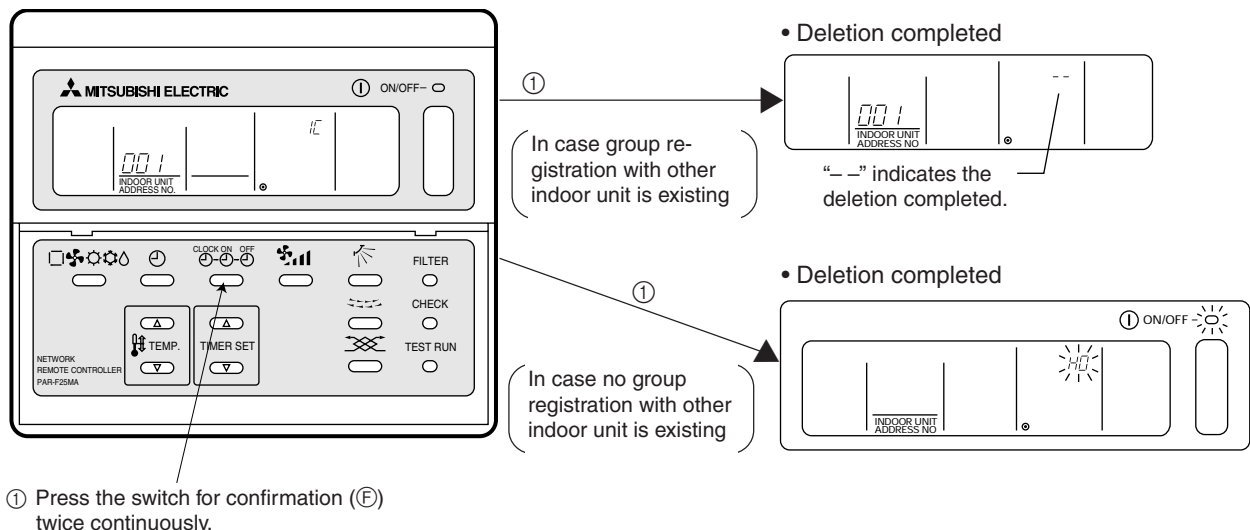 MITSUBISHI ELECTRIC
ON/OFF
1C
001
INDOOR UNIT
ADDRESS NO.
CLOCK ON OFF
FILTER
CHECK
TEMP.
TIMER SET
TEST RUN
NETWORK
REMOTE CONTROLLER
PAR-F25MA
① Press the switch for confirmation (Ⓕ)
twice continuously.
①
In case group re-
gistration with other
indoor unit is existing
①
In case no group
registration with other
indoor unit is existing
• Deletion completed
--
001
INDOOR UNIT
ADDRESS NO
“– –” indicates the
deletion completed.
• Deletion completed
ON/OFF
H0
INDOOR UNIT
ADDRESS NO